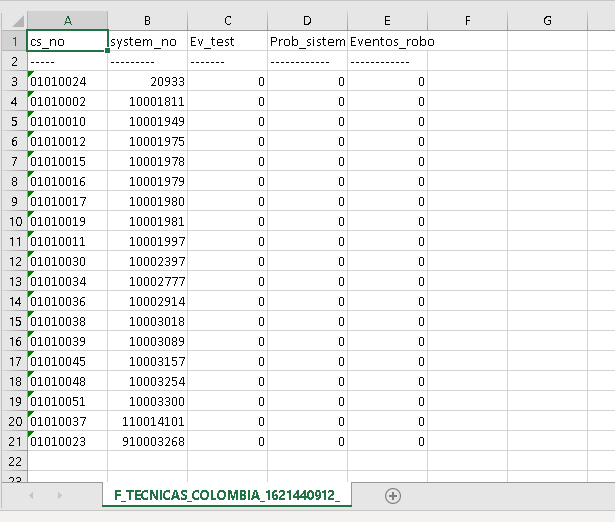 A B C D E F G
1 cs_no system_no Ev_test Prob_sistem Eventos_robo
2 ----- --------- ------- ------------ ------------
3 01010024 20933 0 0 0
4 01010002 10001811 0 0 0
5 01010010 10001949 0 0 0
6 01010012 10001975 0 0 0
7 01010015 10001978 0 0 0
8 01010016 10001979 0 0 0
9 01010017 10001980 0 0 0
10 01010019 10001981 0 0 0
11 01010011 10001997 0 0 0
12 01010030 10002397 0 0 0
13 01010034 10002777 0 0 0
14 01010036 10002914 0 0 0
15 01010038 10003018 0 0 0
16 01010039 10003089 0 0 0
17 01010045 10003157 0 0 0
18 01010048 10003254 0 0 0
19 01010051 10003300 0 0 0
20 01010037 110014101 0 0 0
21 01010023 910003268 0 0 0
22
23
F_TECNICAS_COLOMBIA_1621440912_